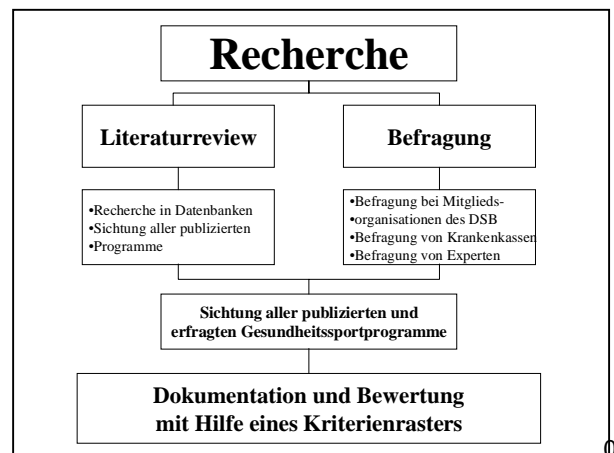 Recherche
Literaturreview
Befragung
•Recherche in Datenbanken
•Sichtung aller publizierten
•Programme
•Befragung bei Mitglieds-
•organisationen des DSB
•Befragung von Krankenkassen
•Befragung von Experten
Sichtung aller publizierten und
erfragten Gesundheitssportprogramme
Dokumentation und Bewertung
mit Hilfe eines Kriterienrasters